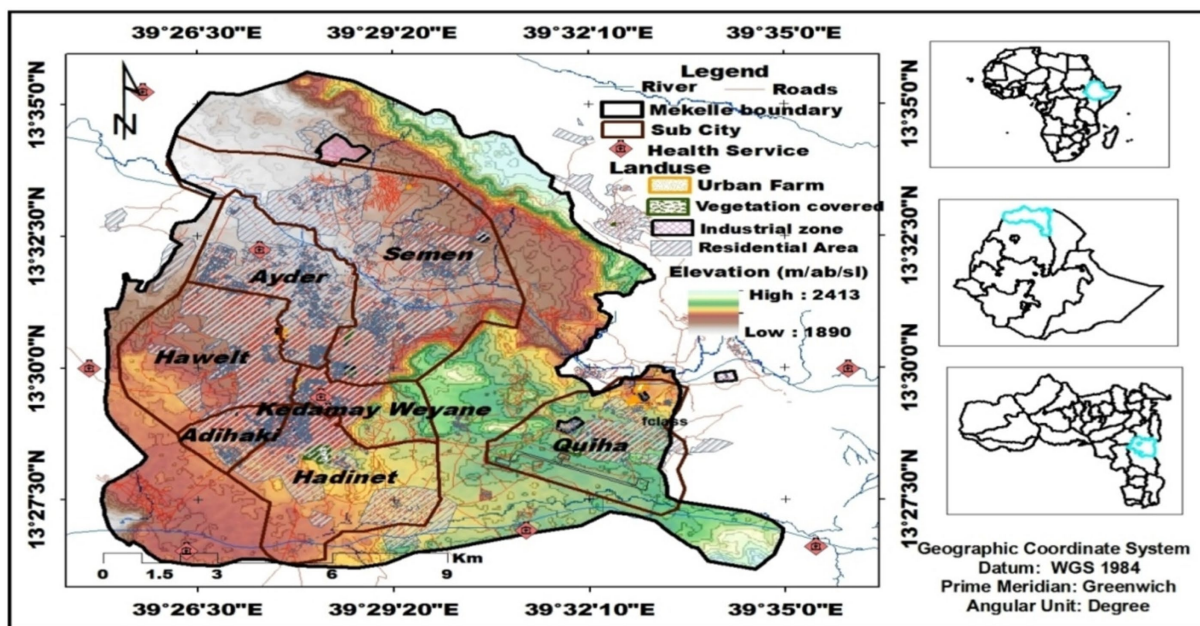 39°26'30"E 39°29'20"E 39°32'10"E 39°35'0"E
13°35'0"N
13°32'30"N
13°30'0"N
13°27'30"N
N
Legend
River Roads
Mekelle boundary
Sub City
Health Service
Landuse
Urban Farm
Vegetation covered
Industrial zone
Residential Area
Elevation (m/ab/sl)
High : 2413
Low : 1890
Semen
Ayder
Hawelt
Kedamay Weyane
Adihaki
Quiha
fclass
Hadinet
Km
0 1.5 3 6 9
39°26'30"E 39°29'20"E 39°32'10"E 39°35'0"E
13°35'0"N
13°32'30"N
13°30'0"N
13°27'30"N
Geographic Coordinate System
Datum: WGS 1984
Prime Meridian: Greenwich
Angular Unit: Degree